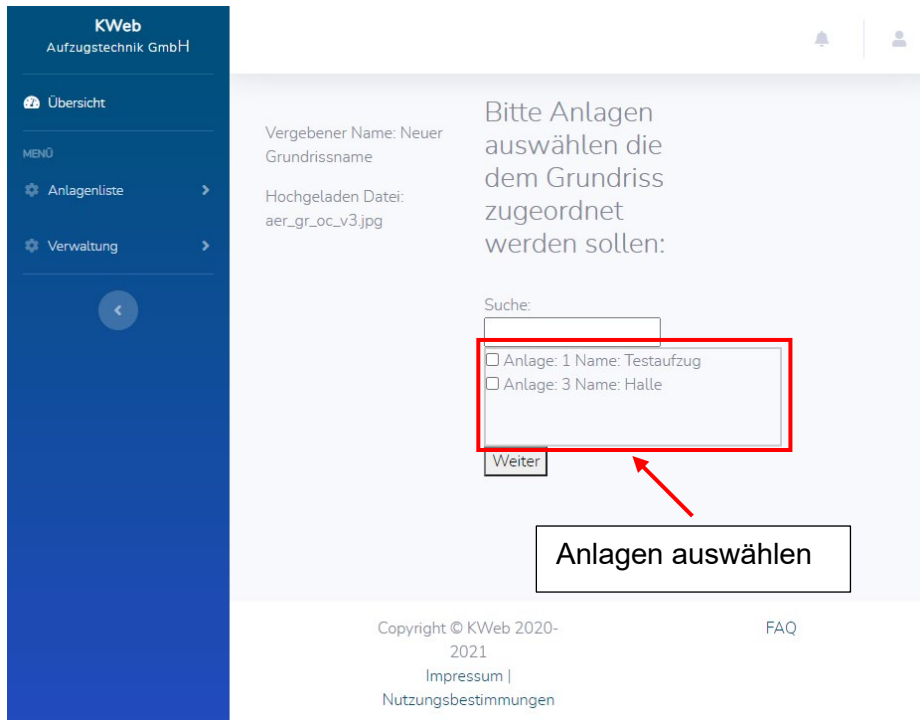 KWeb
Aufzugstechnik GmbH
Übersicht
MENÜ
Anlagenliste
Verwaltung
Vergebener Name: Neuer
Grundrissname
Hochgeladen Datei:
aer_gr_oc_v3.jpg
Bitte Anlagen
auswählen die
dem Grundriss
zugeordnet
werden sollen:
Suche:
Anlage: 1 Name: Testaufzug
Anlage: 3 Name: Halle
Weiter
Anlagen auswählen
Copyright © KWeb 2020-
2021
Impressum |
Nutzungsbestimmungen
FAQ